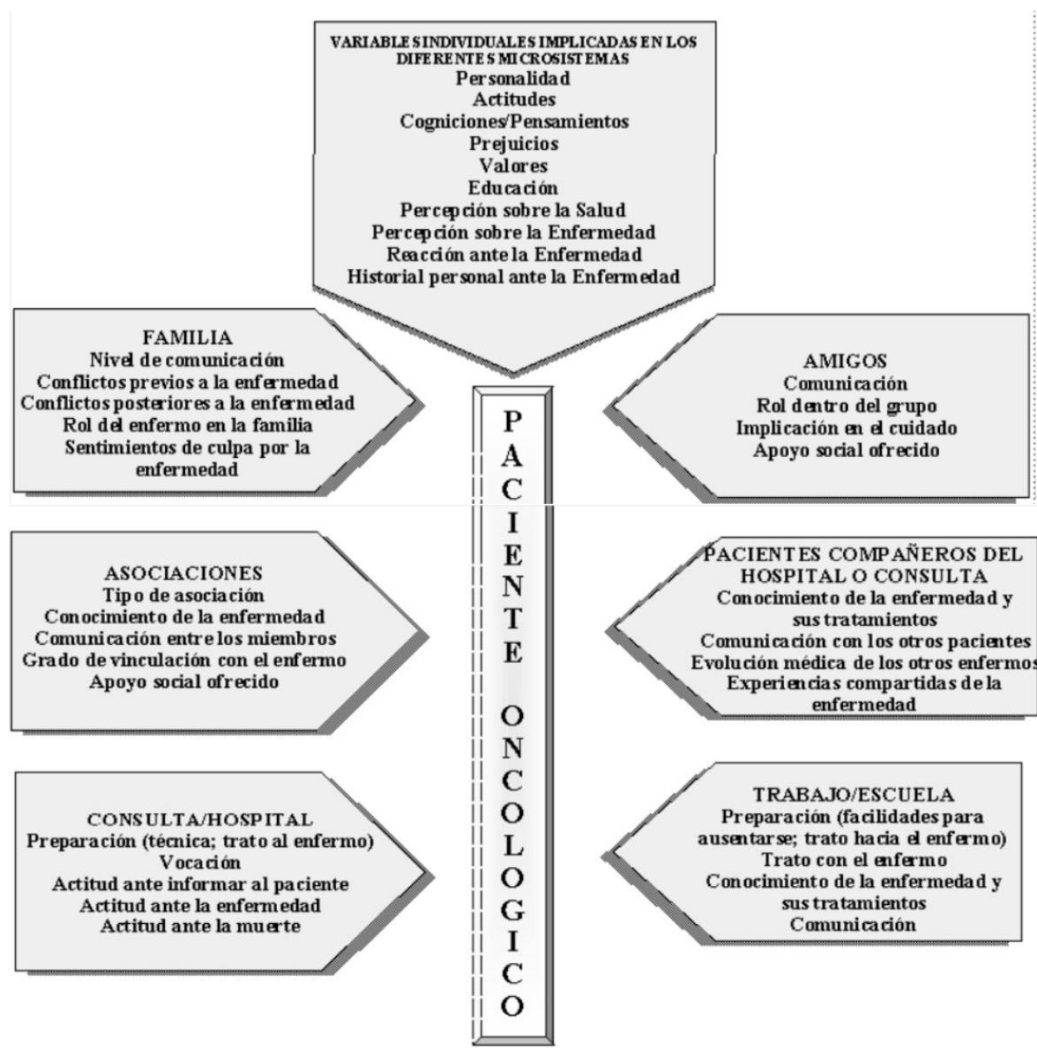 VARIABLES INDIVIDUALES IMPLICADAS EN LOS
DIFERENTES MICROSISTEMAS
Personalidad
Actitudes
Cogniciones/Pensamientos
Prejuicios
Valores
Educación
Percepción sobre la Salud
Percepción sobre la Enfermedad
Reacción ante la Enfermedad
Historial personal ante la Enfermedad
FAMILIA
Nivel de comunicación
Conflictos previos a la enfermedad
Conflictos posteriores a la enfermedad
Rol del enfermo en la familia
Sentimientos de culpa por la
enfermedad
AMIGOS
Comunicación
Rol dentro del grupo
Implicación en el cuidado
Apoyo social ofrecido
PACIENTE ONCOLOGICO
ASOCIACIONES
Tipo de asociación
Conocimiento de la enfermedad
Comunicación entre los miembros
Grado de vinculación con el enfermo
Apoyo social ofrecido
PACIENTES COMPAÑEROS DEL
HOSPITAL O CONSULTA
Conocimiento de la enfermedad y
sus tratamientos
Comunicación con los otros pacientes
Evolución médica de los otros enfermos
Experiencias compartidas de la
enfermedad
CONSULTA/HOSPITAL
Preparación (técnica; trato al enfermo)
Vocación
Actitud ante informar al paciente
Actitud ante la enfermedad
Actitud ante la muerte
TRABAJO/ESCUELA
Preparación (facilidades para
ausentarse; trato hacia el enfermo)
Trato con el enfermo
Conocimiento de la enfermedad y
sus tratamientos
Comunicación